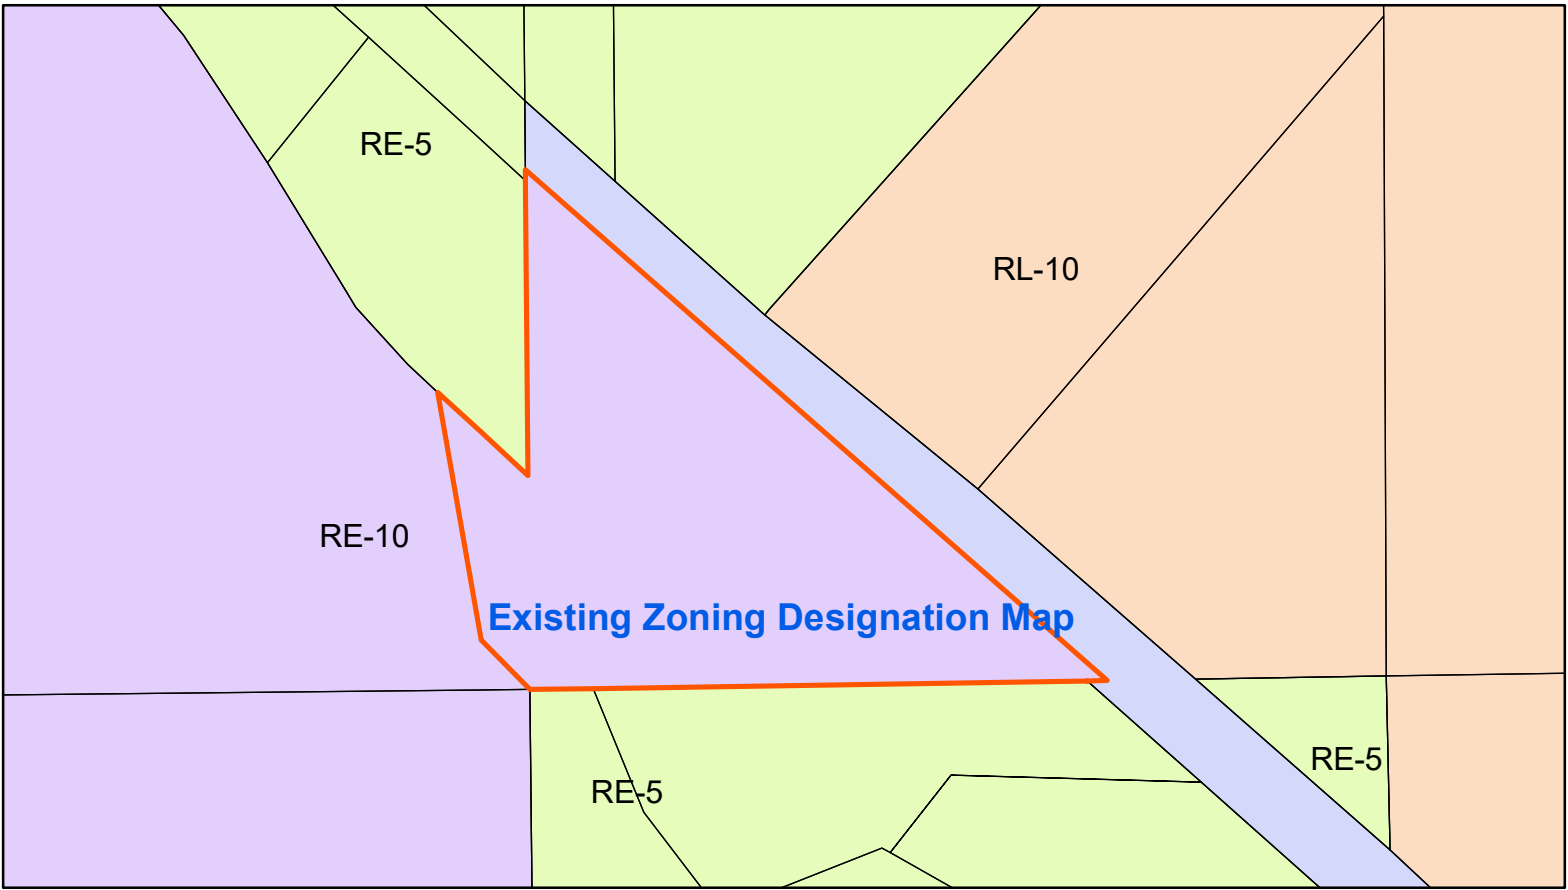 RE-5
RL-10
RE-10
Existing Zoning Designation Map
RE-5
RE-5